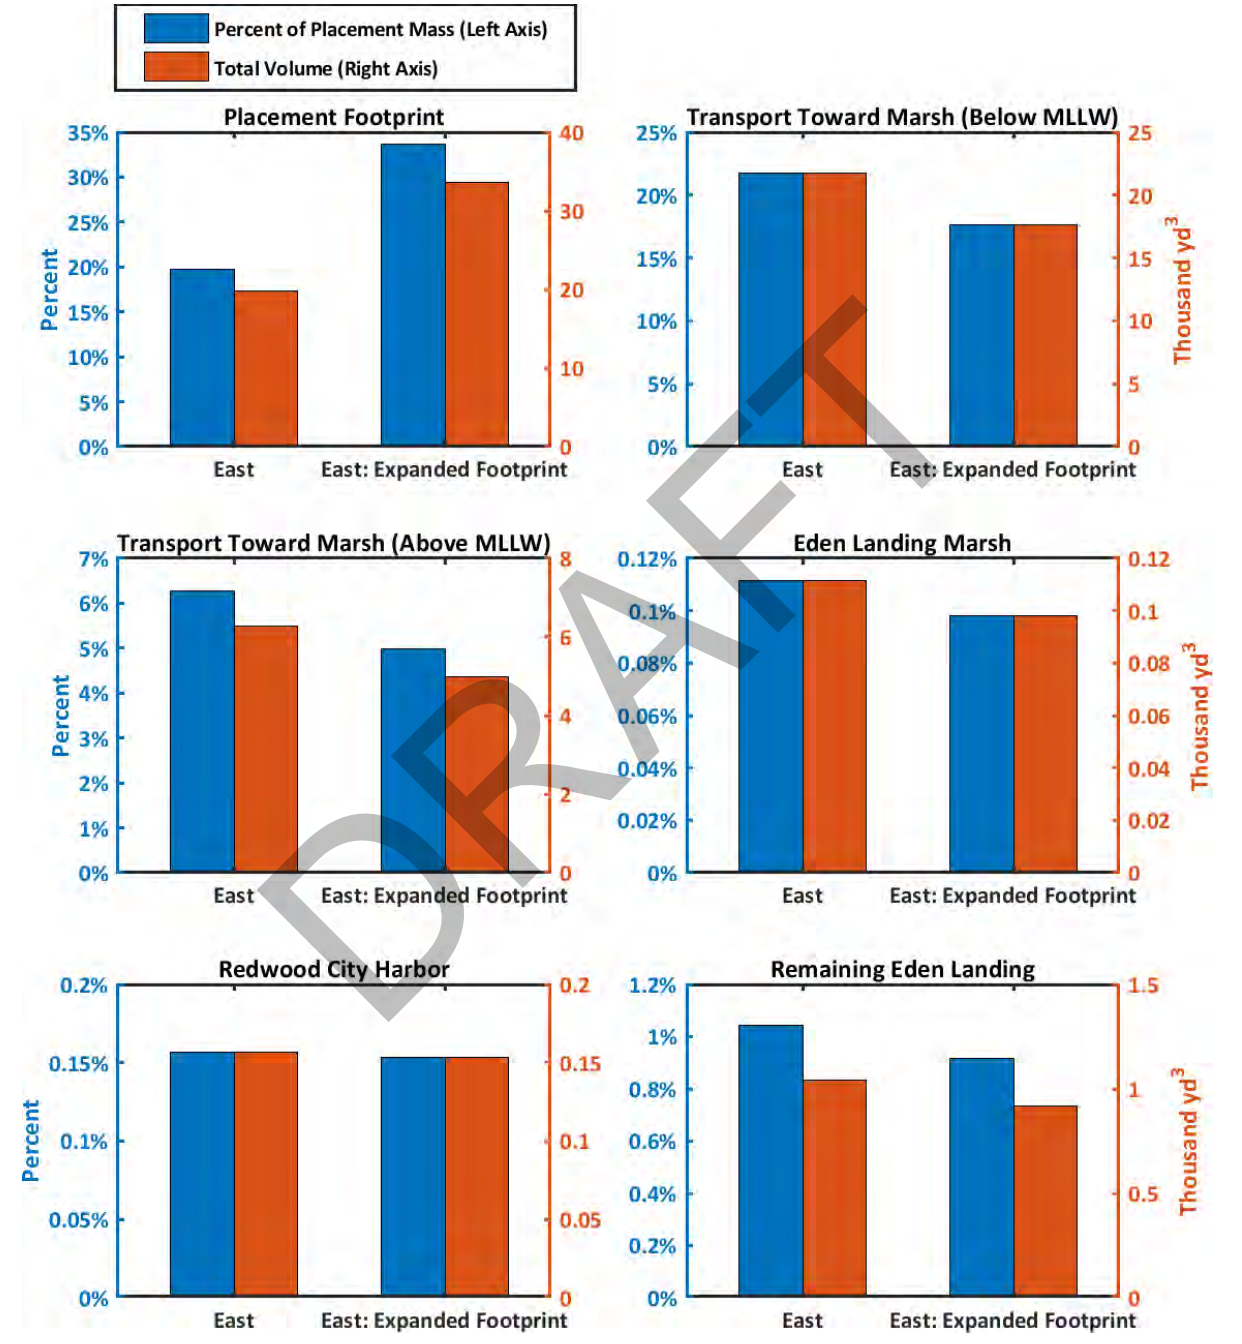 Percent of Placement Mass (Left Axis)
Total Volume (Right Axis)
Placement Footprint
35%
30%
25%
20%
15%
10%
5%
0%
Percent
40
30
20
10
0
East
East: Expanded Footprint
Transport Toward Marsh (Below MLLW)
25%
20%
15%
10%
5%
0%
25
20
15
10
5
0
Thousand yd³
East
East: Expanded Footprint
Transport Toward Marsh (Above MLLW)
7%
6%
5%
4%
3%
2%
1%
0%
Percent
8
6
4
2
0
East
East: Expanded Footprint
Eden Landing Marsh
0.12%
0.1%
0.08%
0.06%
0.04%
0.02%
0%
0.12
0.1
0.08
0.06
0.04
0.02
0
Thousand yd³
East
East: Expanded Footprint
Redwood City Harbor
0.2%
0.15%
0.1%
0.05%
0%
Percent
0.2
0.15
0.1
0.05
0
East
East: Expanded Footprint
Remaining Eden Landing
1.2%
1%
0.8%
0.6%
0.4%
0.2%
0%
1.5
1
0.5
0
Thousand yd³
East
East: Expanded Footprint
DRAFT